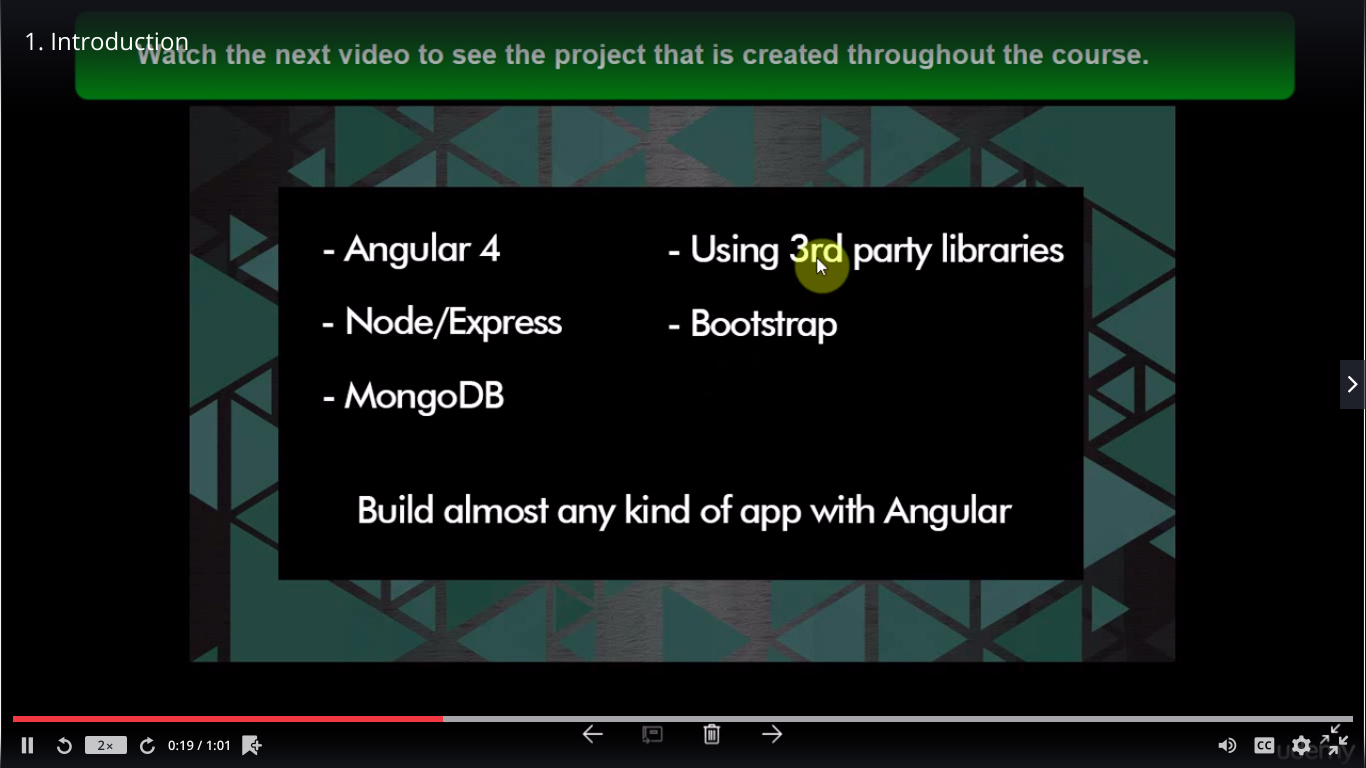 1. Introduction
Watch the next video to see the project that is created throughout the course.
- Angular 4
- Node/Express
- MongoDB
- Using 3rd party libraries
- Bootstrap
Build almost any kind of app with Angular
2×
0:19 / 1:01
CC
udemy